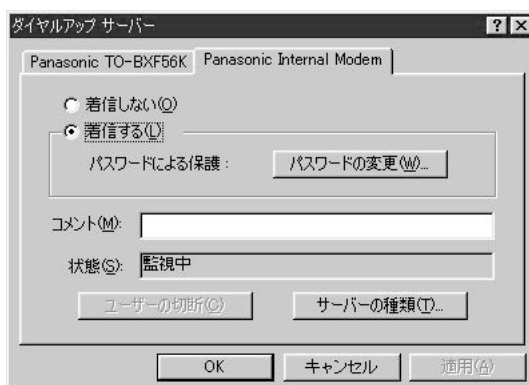 ダイヤルアップ サーバー
Panasonic TO-BXF56K Panasonic Internal Modem
着信しない(O)
着信する(L)
パスワードによる保護: パスワードの変更(W)...
コメント(M):
状態(S): 監視中
ユーザーの切断(C) サーバーの種類(T)...
OK キャンセル 適用(A)